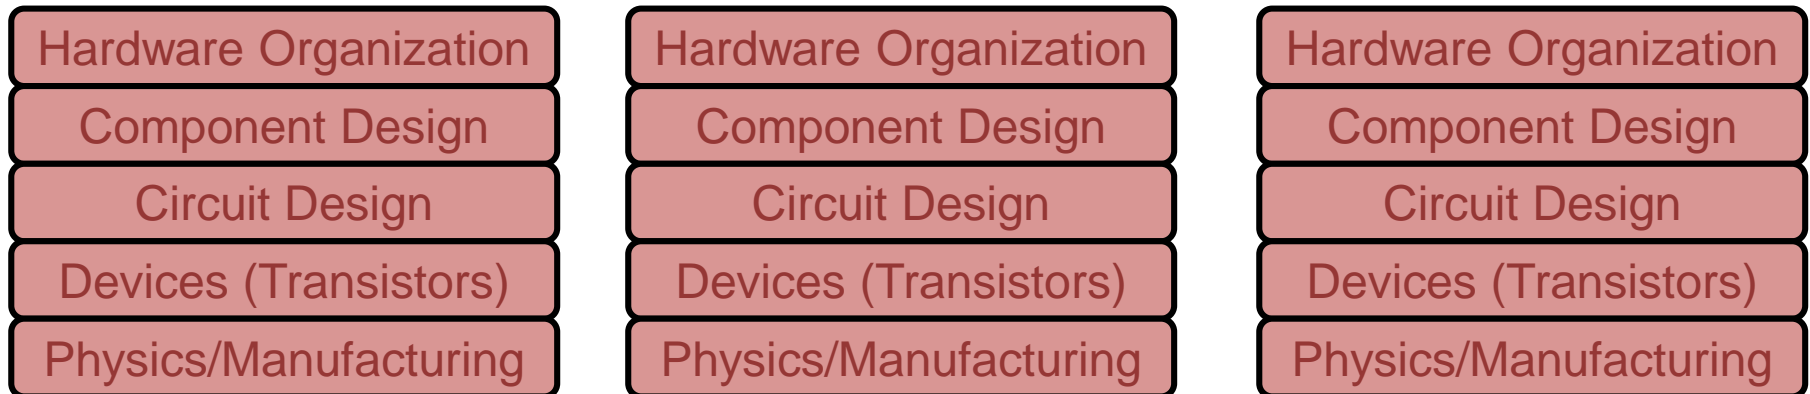 Hardware Organization
Component Design
Circuit Design
Devices (Transistors)
Physics/Manufacturing
Hardware Organization
Component Design
Circuit Design
Devices (Transistors)
Physics/Manufacturing
Hardware Organization
Component Design
Circuit Design
Devices (Transistors)
Physics/Manufacturing